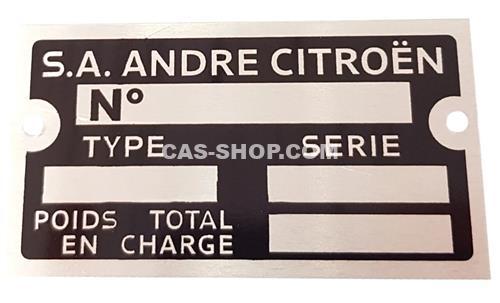 S.A. ANDRE CITROËN
N°
TYPE SERIE
CAS-SHOP.COM
POIDS TOTAL
EN CHARGE